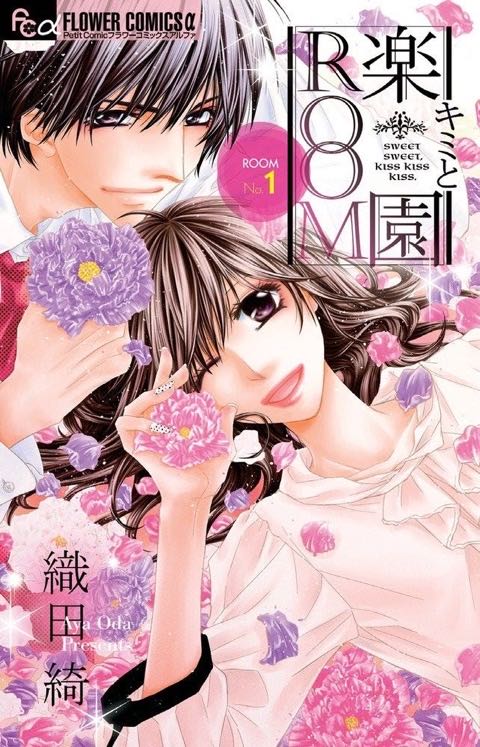 FCα
FLOWER COMICSα
Petit Comicフラワーコミックスアルファ
キミと
楽園
ROOM
SWEET
SWEET,
KISS KISS
KISS.
ROOM
No.1
織田綺
Aya Oda
Presents